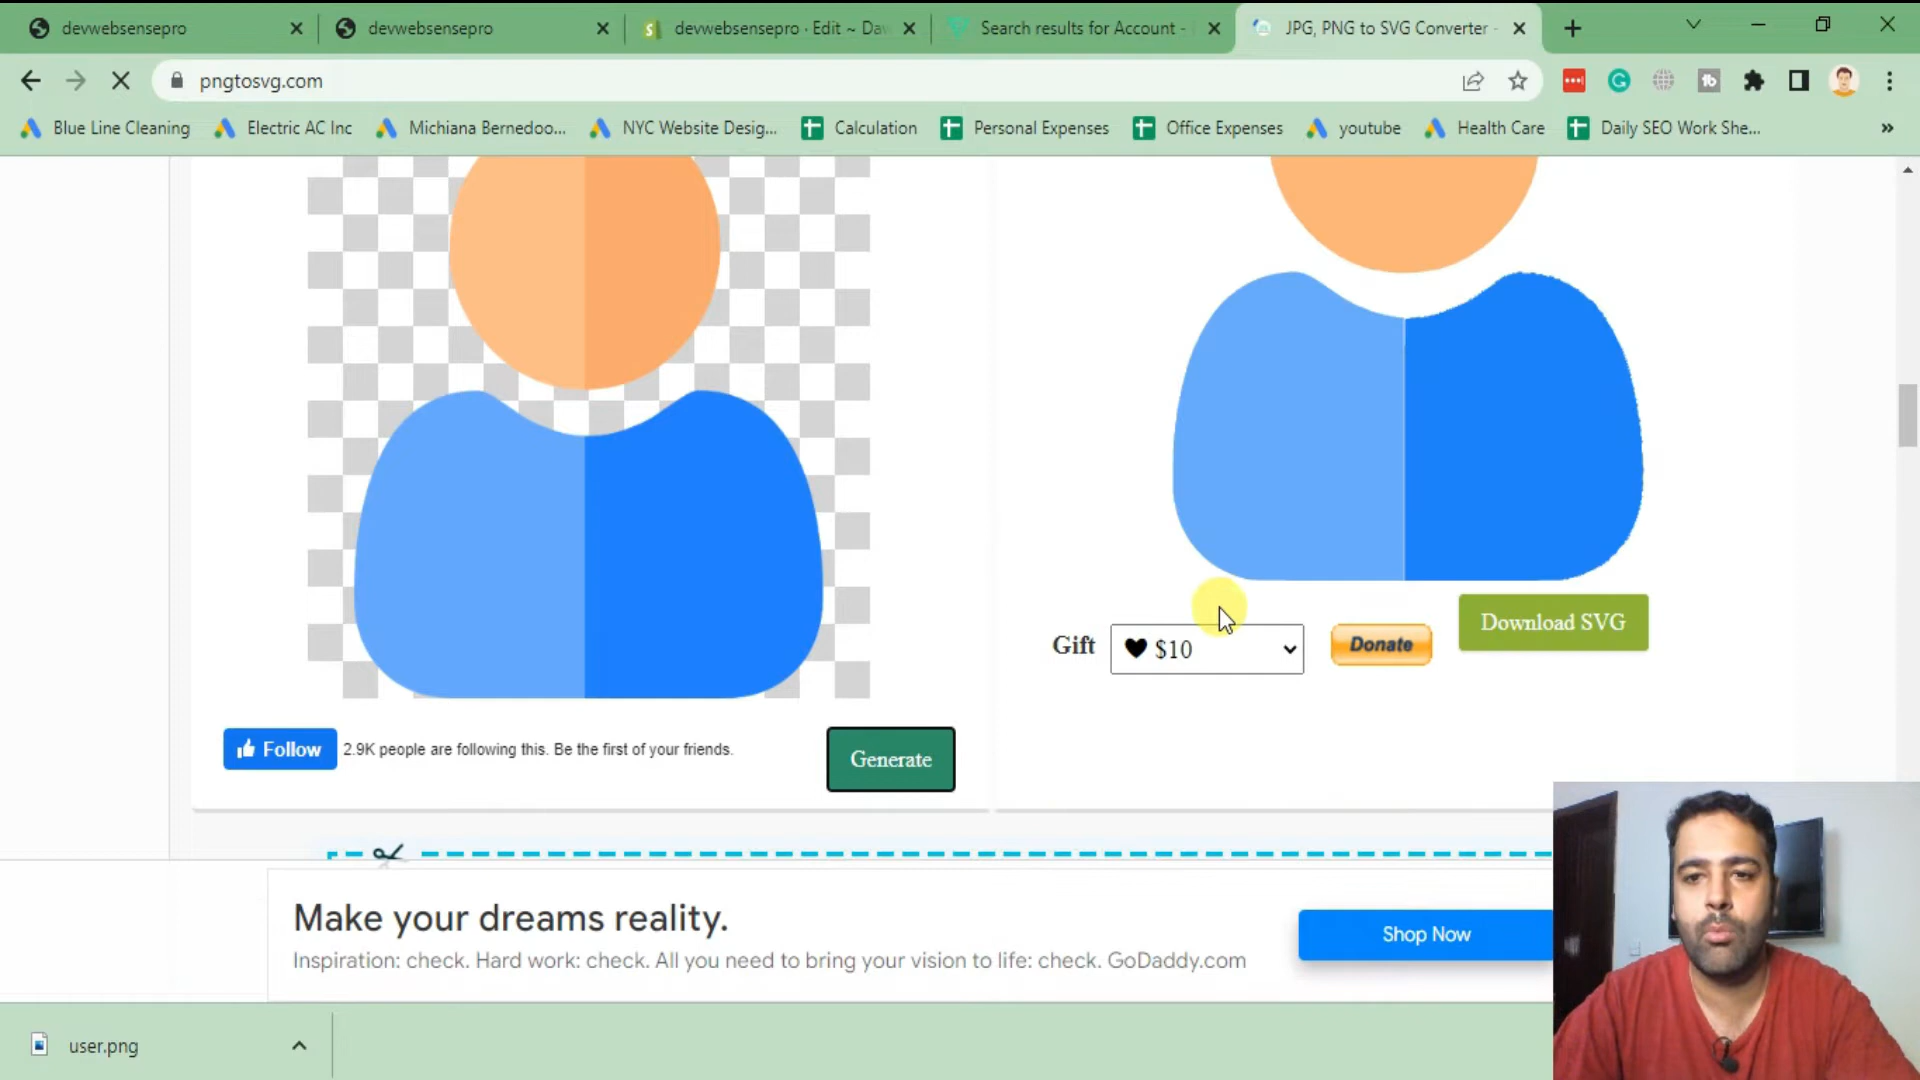 devwebsensepro
devwebsensepro
devwebsensepro · Edit ~ Da
Search results for Account -
JPG, PNG to SVG Converter -
pngtosvg.com
Blue Line Cleaning
Electric AC Inc
Michiana Bernedoo...
NYC Website Desig...
Calculation
Personal Expenses
Office Expenses
youtube
Health Care
Daily SEO Work She...
»
Gift
$10
Donate
Download SVG
Follow
2.9K people are following this. Be the first of your friends.
Generate
Make your dreams reality.
Inspiration: check. Hard work: check. All you need to bring your vision to life: check. GoDaddy.com
Shop Now
user.png